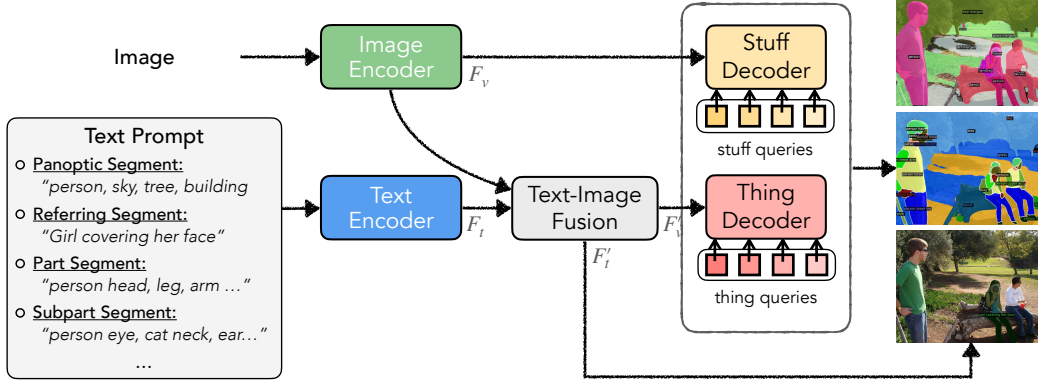 Image
Image
Encoder
F_v
Stuff
Decoder
stuff queries
Text Prompt
Panoptic Segment:
"person, sky, tree, building
Referring Segment:
"Girl covering her face"
Part Segment:
"person head, leg, arm …"
Subpart Segment:
"person eye, cat neck, ear…"
...
Text
Encoder
F_t
Text-Image
Fusion
F'_v
F'_t
Thing
Decoder
thing queries